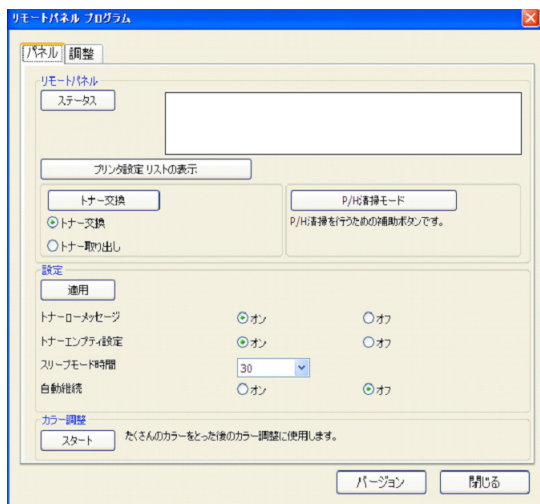 リモートパネル プログラム
パネル 調整
リモートパネル
ステータス
プリンタ設定リストの表示
トナー交換 P/H清掃モード
トナー交換 P/H清掃を行うための補助ボタンです。
トナー取り出し
設定
適用
トナーローメッセージ オン オフ
トナーエンプティ設定 オン オフ
スリープモード時間 30
自動継続 オン オフ
カラー調整
スタート たくさんのカラーをとった後のカラー調整に使用します。
バージョン 閉じる